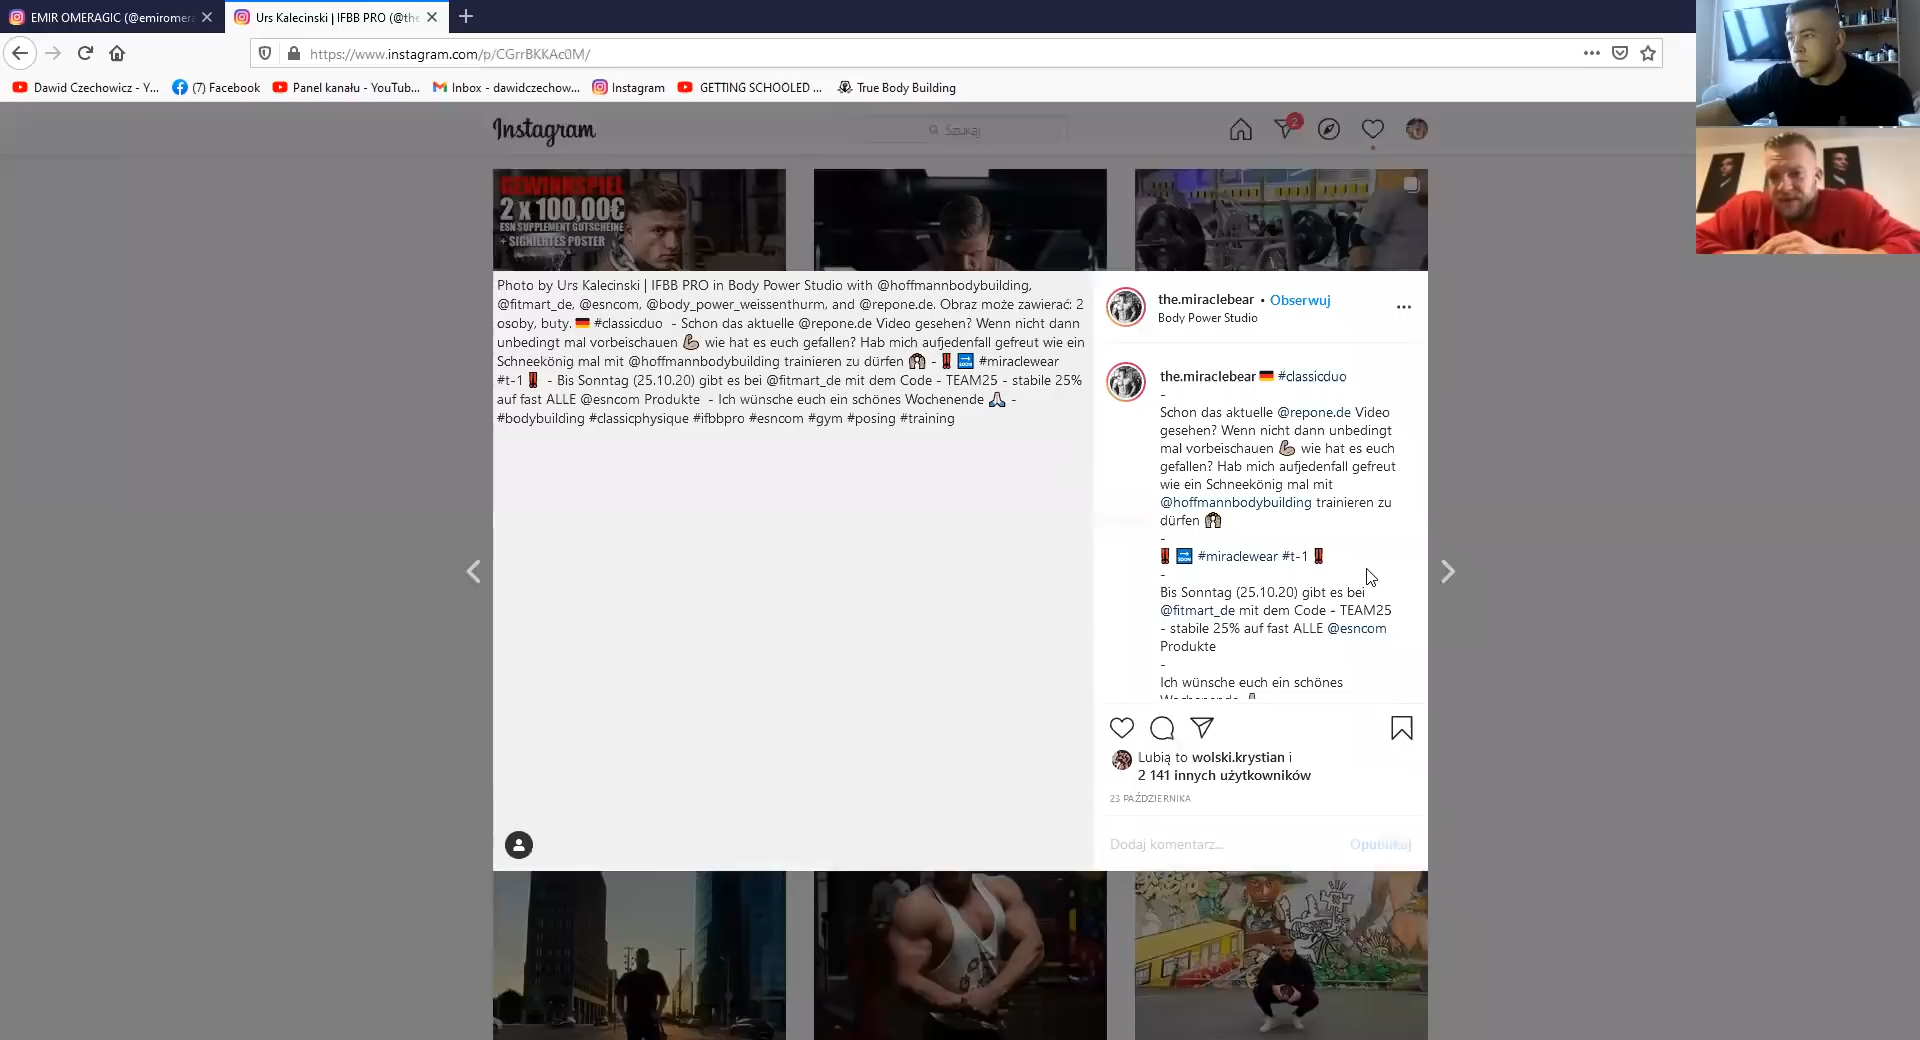 EMIR OMERAGIC (@emiromera
Urs Kalecinski | IFBB PRO (@the
https://www.instagram.com/p/CGrrBKKAc0M/
Dawid Czechowicz - Y...
(7) Facebook
Panel kanału - YouTub...
Inbox - dawidczechow...
Instagram
GETTING SCHOOLED ...
True Body Building
Instagram
Szukaj
2
GEWINNSPIEL
2 x 100,00€
ESN SUPPLEMENT GUTSCHEINE
+ SIGNIERTES POSTER
Photo by Urs Kalecinski | IFBB PRO in Body Power Studio with @hoffmannbodybuilding,
@fitmart_de, @esncom, @body_power_weissenthurm, and @repone.de. Obraz może zawierać: 2
osoby, buty. 🇩🇪 #classicduo - Schon das aktuelle @repone.de Video gesehen? Wenn nicht dann
unbedingt mal vorbeischauen 💪🏼 wie hat es euch gefallen? Hab mich aufjedenfall gefreut wie ein
Schneekönig mal mit @hoffmannbodybuilding trainieren zu dürfen 🙌🏼 - ‼️🔜 #miraclewear
#t-1‼️ - Bis Sonntag (25.10.20) gibt es bei @fitmart_de mit dem Code - TEAM25 - stabile 25%
auf fast ALLE @esncom Produkte - Ich wünsche euch ein schönes Wochenende 🙏🏼 -
#bodybuilding #classicphysique #ifbbpro #esncom #gym #posing #training
the.miraclebear • Obserwuj
Body Power Studio
the.miraclebear 🇩🇪 #classicduo
-
Schon das aktuelle @repone.de Video
gesehen? Wenn nicht dann unbedingt
mal vorbeischauen 💪🏼 wie hat es euch
gefallen? Hab mich aufjedenfall gefreut
wie ein Schneekönig mal mit
@hoffmannbodybuilding trainieren zu
dürfen 🙌🏼
-
‼️🔜 #miraclewear #t-1‼️
-
Bis Sonntag (25.10.20) gibt es bei
@fitmart_de mit dem Code - TEAM25
- stabile 25% auf fast ALLE @esncom
Produkte
-
Ich wünsche euch ein schönes
Wochenende 🙏🏼
Lubią to wolski.krystian i
2 141 innych użytkowników
23 PAŹDZIERNIKA
Dodaj komentarz...
Opublikuj